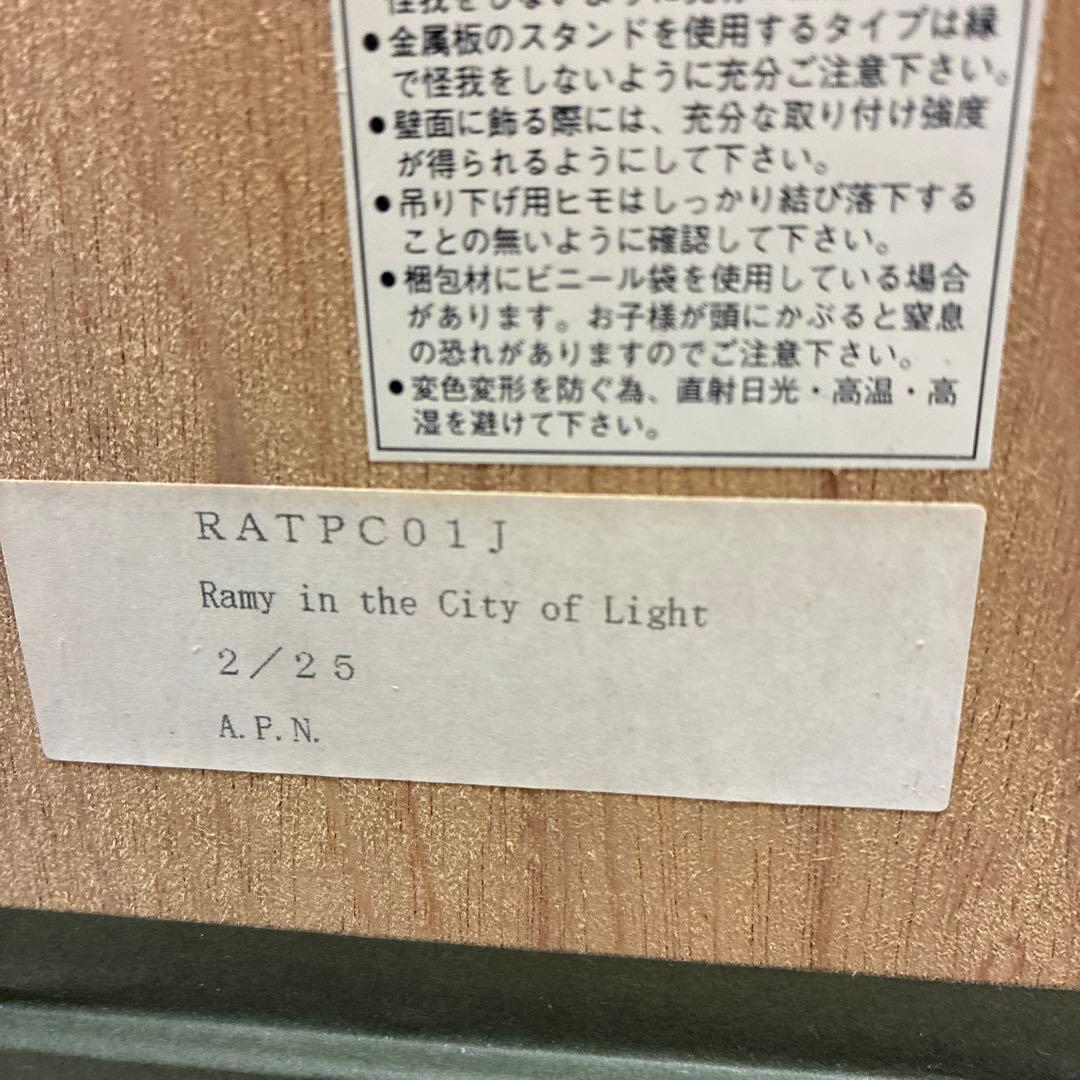 ●金属板のスタンドを使用するタイプは縁
で怪我をしないように充分ご注意下さい。
●壁面に飾る際には、充分な取り付け強度
が得られるようにして下さい。
●吊り下げ用ヒモはしっかり結び落下する
ことの無いように確認して下さい。
●梱包材にビニール袋を使用している場合
があります。お子様が頭にかぶると窒息
の恐れがありますのでご注意下さい。
●変色変形を防ぐ為、直射日光・高温・高
湿を避けて下さい。
RATPC01J
Ramy in the City of Light
2/25
A.P.N.